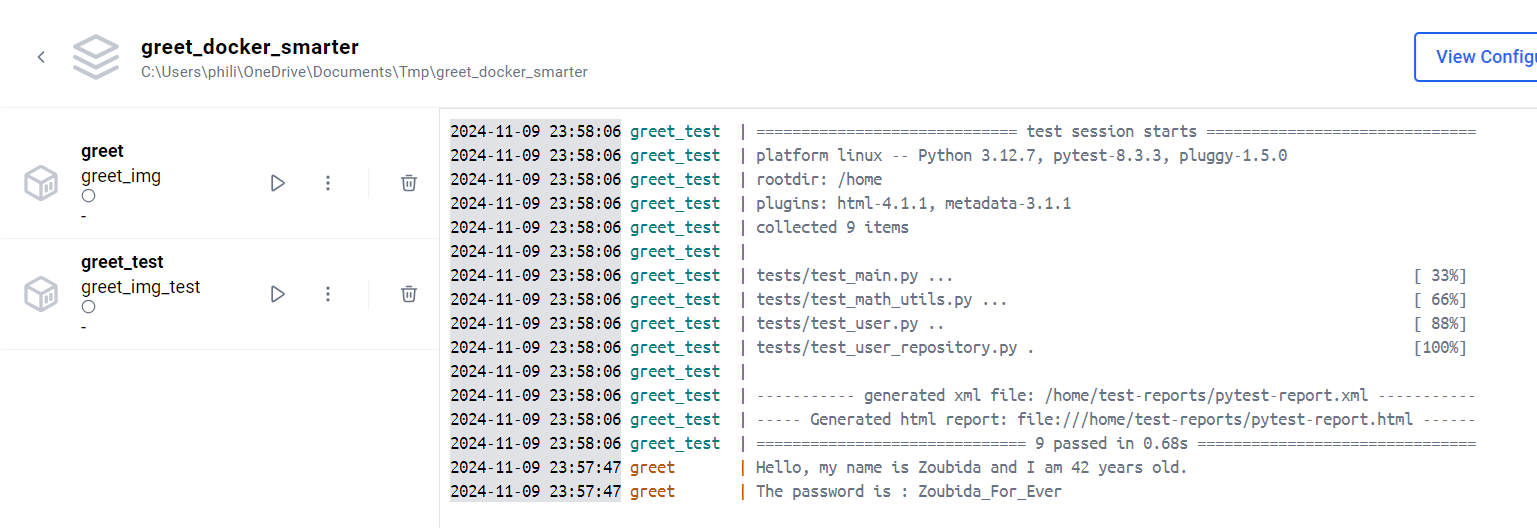 greet_docker_smarter
C:\Users\phili\OneDrive\Documents\Tmp\greet_docker_smarter
View Configu
greet
greet_img
-
greet_test
greet_img_test
-
2024-11-09 23:58:06 greet_test | ============================= test session starts ==============================
2024-11-09 23:58:06 greet_test | platform linux -- Python 3.12.7, pytest-8.3.3, pluggy-1.5.0
2024-11-09 23:58:06 greet_test | rootdir: /home
2024-11-09 23:58:06 greet_test | plugins: html-4.1.1, metadata-3.1.1
2024-11-09 23:58:06 greet_test | collected 9 items
2024-11-09 23:58:06 greet_test |
2024-11-09 23:58:06 greet_test | tests/test_main.py ... [ 33%]
2024-11-09 23:58:06 greet_test | tests/test_math_utils.py ... [ 66%]
2024-11-09 23:58:06 greet_test | tests/test_user.py .. [ 88%]
2024-11-09 23:58:06 greet_test | tests/test_user_repository.py . [100%]
2024-11-09 23:58:06 greet_test |
2024-11-09 23:58:06 greet_test | ----------- generated xml file: /home/test-reports/pytest-report.xml -----------
2024-11-09 23:58:06 greet_test | ----- Generated html report: file:///home/test-reports/pytest-report.html ------
2024-11-09 23:58:06 greet_test | ============================== 9 passed in 0.68s ===============================
2024-11-09 23:57:47 greet | Hello, my name is Zoubida and I am 42 years old.
2024-11-09 23:57:47 greet | The password is : Zoubida_For_Ever